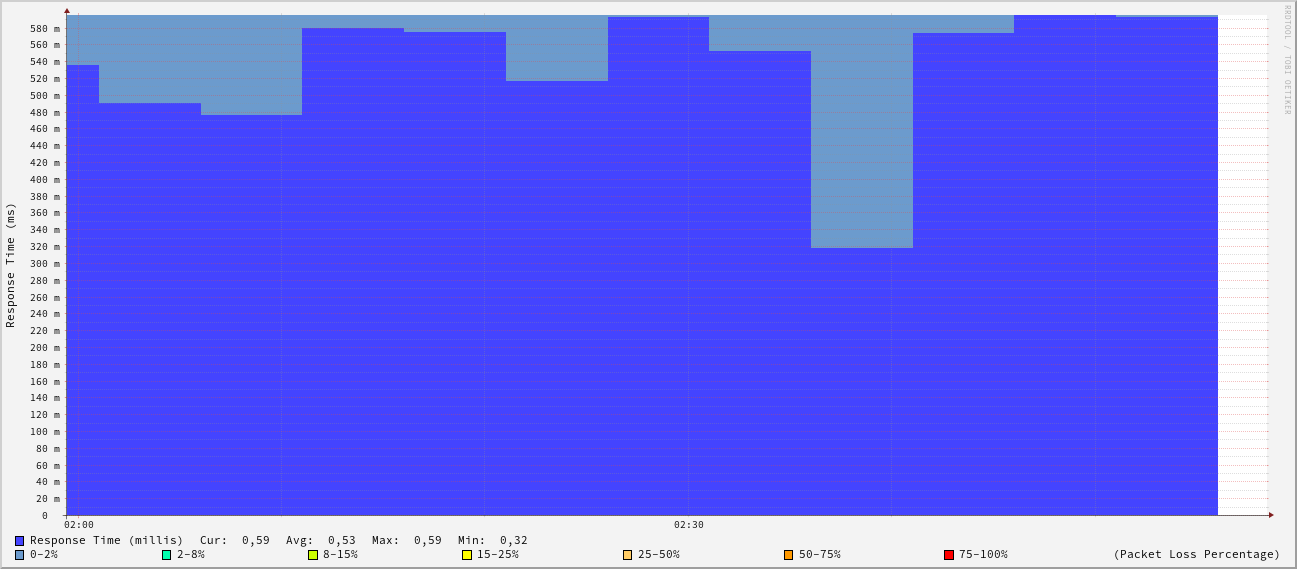 RRDTOOL / TOBI OETIKER
Response Time (ms)
580 m
560 m
540 m
520 m
500 m
480 m
460 m
440 m
420 m
400 m
380 m
360 m
340 m
320 m
300 m
280 m
260 m
240 m
220 m
200 m
180 m
160 m
140 m
120 m
100 m
80 m
60 m
40 m
20 m
0
02:00 02:30
Response Time (millis) Cur: 0,59 Avg: 0,53 Max: 0,59 Min: 0,32
0-2% 2-8% 8-15% 15-25% 25-50% 50-75% 75-100% (Packet Loss Percentage)